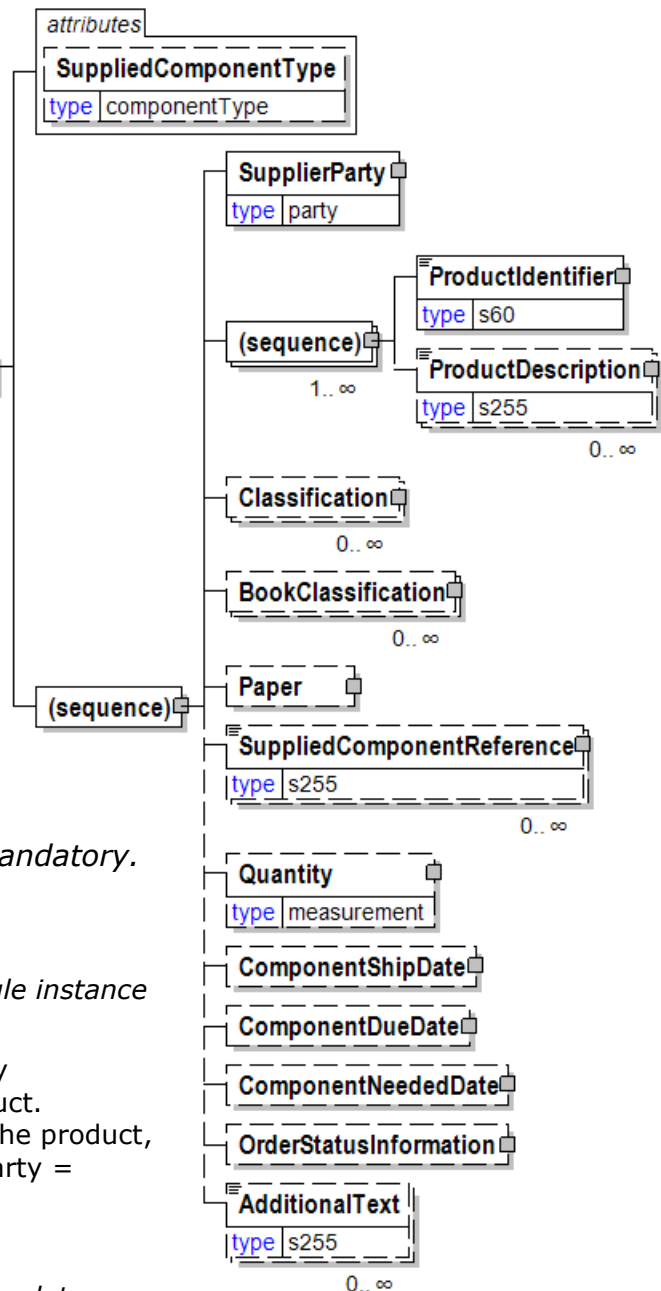 attributes
SuppliedComponentType
type componentType
SupplierParty
type party
(sequence)
1.. ∞
ProductIdentifier
type s60
ProductDescription
type s255
0.. ∞
Classification
0.. ∞
BookClassification
0.. ∞
Paper
(sequence)
SuppliedComponentReference
type s255
0.. ∞
Quantity
type measurement
ComponentShipDate
ComponentDueDate
ComponentNeededDate
OrderStatusInformation
AdditionalText
type s255
0.. ∞
andatory.
le instance
uct.
he product,
arty =